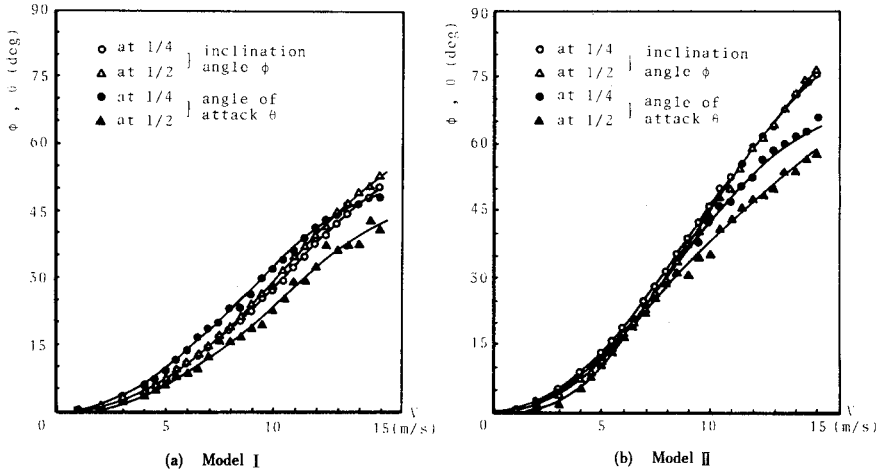 φ , θ (deg)
90
75
60
45
30
15
0
5
10
15 (m/s)
V
o at 1/4
△ at 1/2
} inclination
angle φ
● at 1/4
▲ at 1/2
} angle of
attack θ
(a) Model I
φ , θ (deg)
90
75
60
45
30
15
0
5
10
15 (m/s)
V
o at 1/4
△ at 1/2
} inclination
angle φ
● at 1/4
▲ at 1/2
} angle of
attack θ
(b) Model II